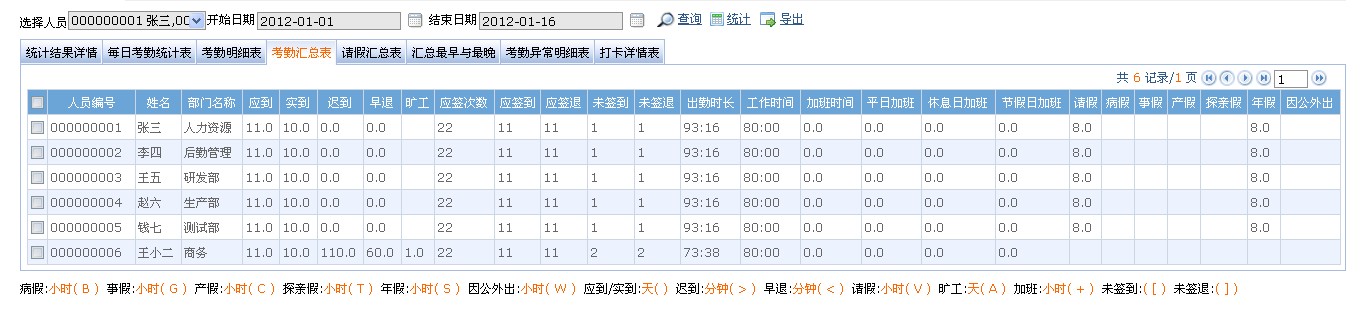 选择人员 000000001 张三,00 开始日期 2012-01-01 结束日期 2012-01-16 查询 统计 导出
统计结果详情 每日考勤统计表 考勤明细表 考勤汇总表 请假汇总表 汇总最早与最晚 考勤异常明细表 打卡详情表
共 6 记录/1 页 1
人员编号 姓名 部门名称 应到 实到 迟到 早退 旷工 应签次数 应签到 应签退 未签到 未签退 出勤时长 工作时间 加班时间 平日加班 休息日加班 节假日加班 请假 病假 事假 产假 探亲假 年假 因公外出
000000001 张三 人力资源 11.0 10.0 0.0 0.0 22 11 11 1 1 93:16 80:00 0.0 0.0 0.0 0.0 8.0 8.0
000000002 李四 后勤管理 11.0 10.0 0.0 0.0 22 11 11 1 1 93:16 80:00 0.0 0.0 0.0 0.0 8.0 8.0
000000003 王五 研发部 11.0 10.0 0.0 0.0 22 11 11 1 1 93:16 80:00 0.0 0.0 0.0 0.0 8.0 8.0
000000004 赵六 生产部 11.0 10.0 0.0 0.0 22 11 11 1 1 93:16 80:00 0.0 0.0 0.0 0.0 8.0 8.0
000000005 钱七 测试部 11.0 10.0 0.0 0.0 22 11 11 1 1 93:16 80:00 0.0 0.0 0.0 0.0 8.0 8.0
000000006 王小二 商务 11.0 10.0 110.0 60.0 1.0 22 11 11 2 2 73:38 80:00 0.0 0.0 0.0 0.0
病假:小时( B ) 事假:小时( G ) 产假:小时( C ) 探亲假:小时( T ) 年假:小时( S ) 因公外出:小时( W ) 应到/实到:天( ) 迟到:分钟( > ) 早退:分钟( < ) 请假:小时( V ) 旷工:天( A ) 加班:小时( + ) 未签到:( [ ) 未签退:( ] )